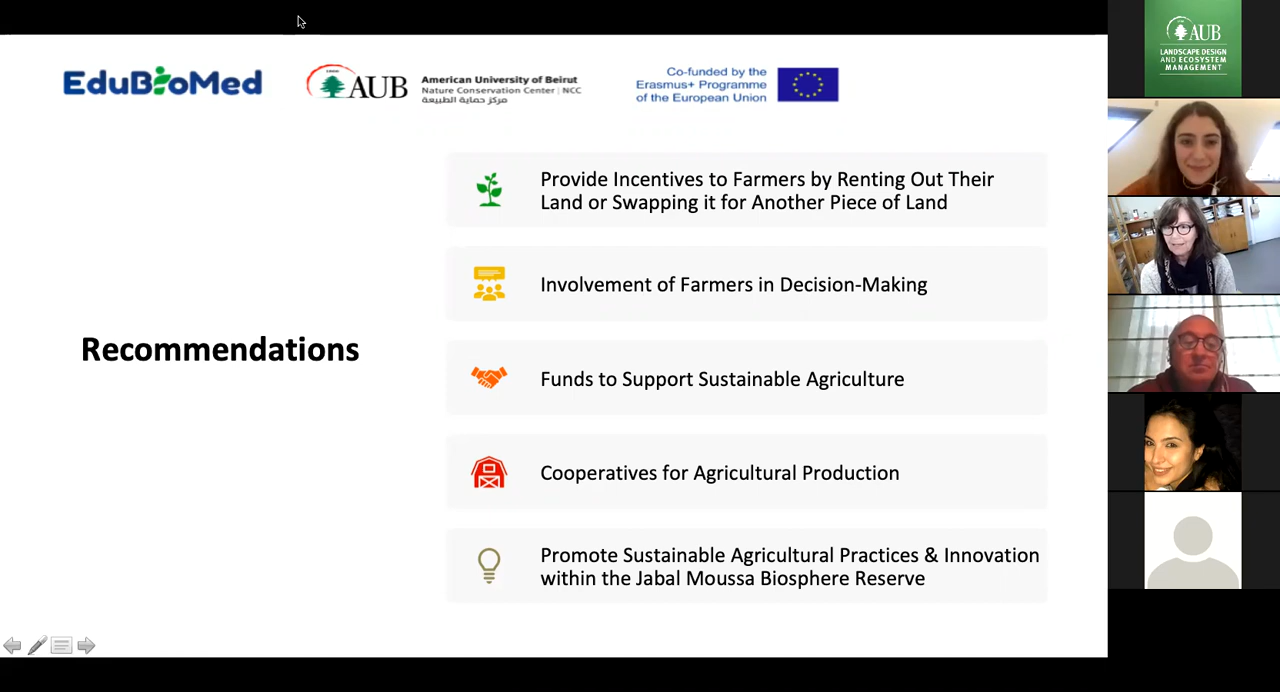 EduBioMed
AUB
American University of Beirut
Nature Conservation Center | NCC
مركز حماية الطبيعة
Co-funded by the
Erasmus+ Programme
of the European Union
Recommendations
Provide Incentives to Farmers by Renting Out Their
Land or Swapping it for Another Piece of Land
Involvement of Farmers in Decision-Making
Funds to Support Sustainable Agriculture
Cooperatives for Agricultural Production
Promote Sustainable Agricultural Practices & Innovation
within the Jabal Moussa Biosphere Reserve
AUB
LANDSCAPE DESIGN
AND ECOSYSTEM
MANAGEMENT